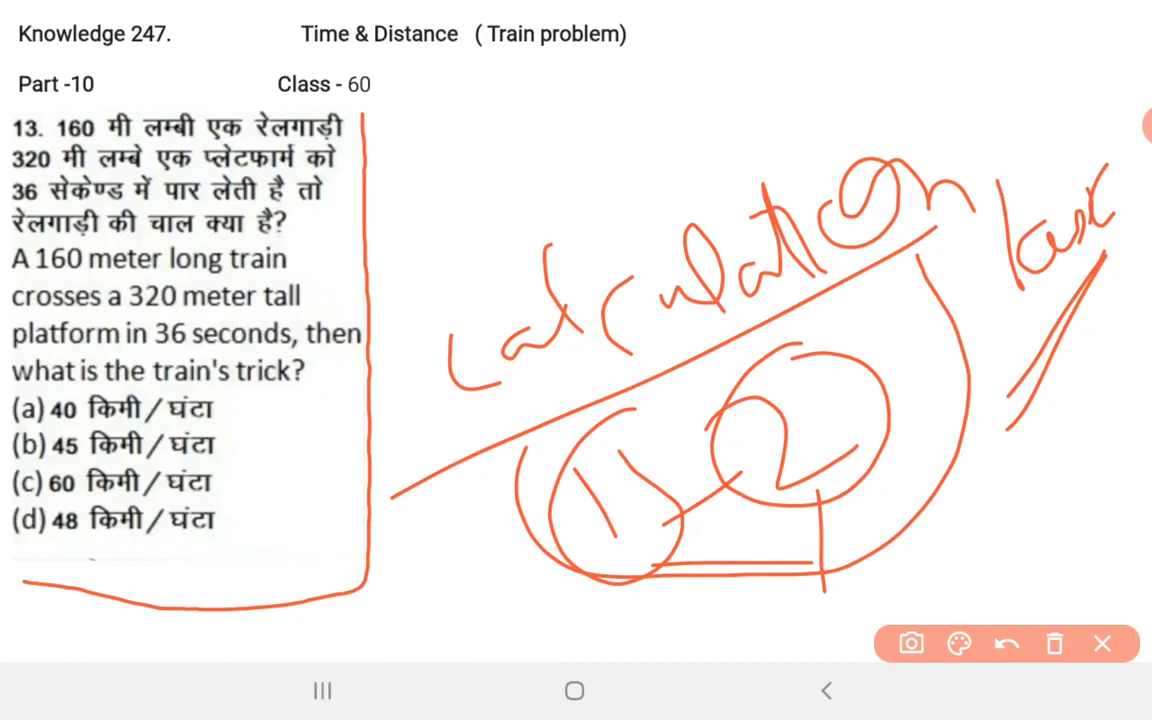 Knowledge 247. Time & Distance ( Train problem)
Part -10 Class - 60
13. 160 मी लम्बी एक रेलगाड़ी
320 मी लम्बे एक प्लेटफार्म को
36 सेकेण्ड में पार लेती है तो
रेलगाड़ी की चाल क्या है?
A 160 meter long train
crosses a 320 meter tall
platform in 36 seconds, then
what is the train's trick?
(a) 40 किमी / घंटा
(b) 45 किमी / घंटा
(c) 60 किमी / घंटा
(d) 48 किमी / घंटा
Calculation
2